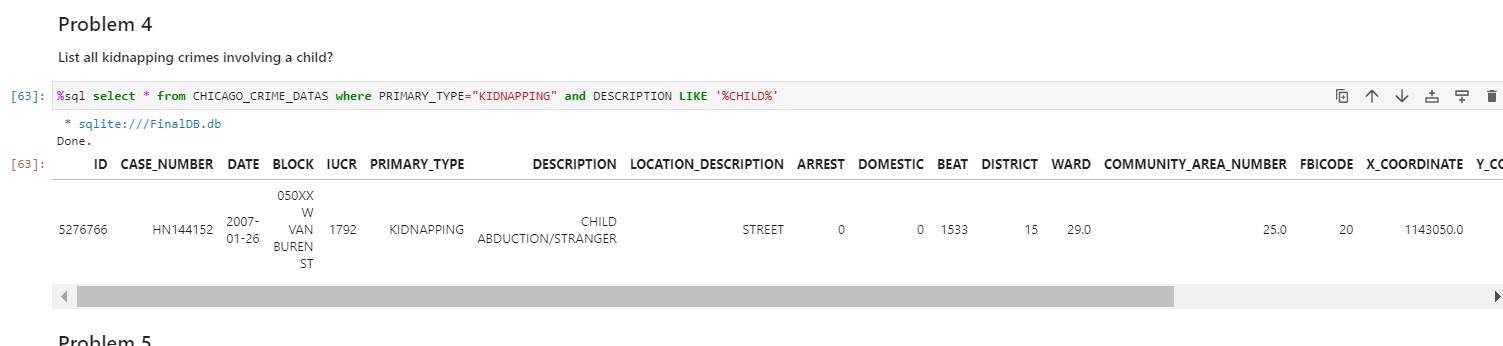 Problem 4
List all kidnapping crimes involving a child?
[63]: %sql select * from CHICAGO_CRIME_DATAS where PRIMARY_TYPE="KIDNAPPING" and DESCRIPTION LIKE '%CHILD%'
* sqlite:///FinalDB.db
Done.
[63]: ID CASE_NUMBER DATE BLOCK IUCR PRIMARY_TYPE DESCRIPTION LOCATION_DESCRIPTION ARREST DOMESTIC BEAT DISTRICT WARD COMMUNITY_AREA_NUMBER FBICODE X_COORDINATE Y_CO
5276766 HN144152 2007-01-26 050XX W VAN BUREN ST 1792 KIDNAPPING CHILD ABDUCTION/STRANGER STREET 0 0 1533 15 29.0 25.0 20 1143050.0
Problem 5